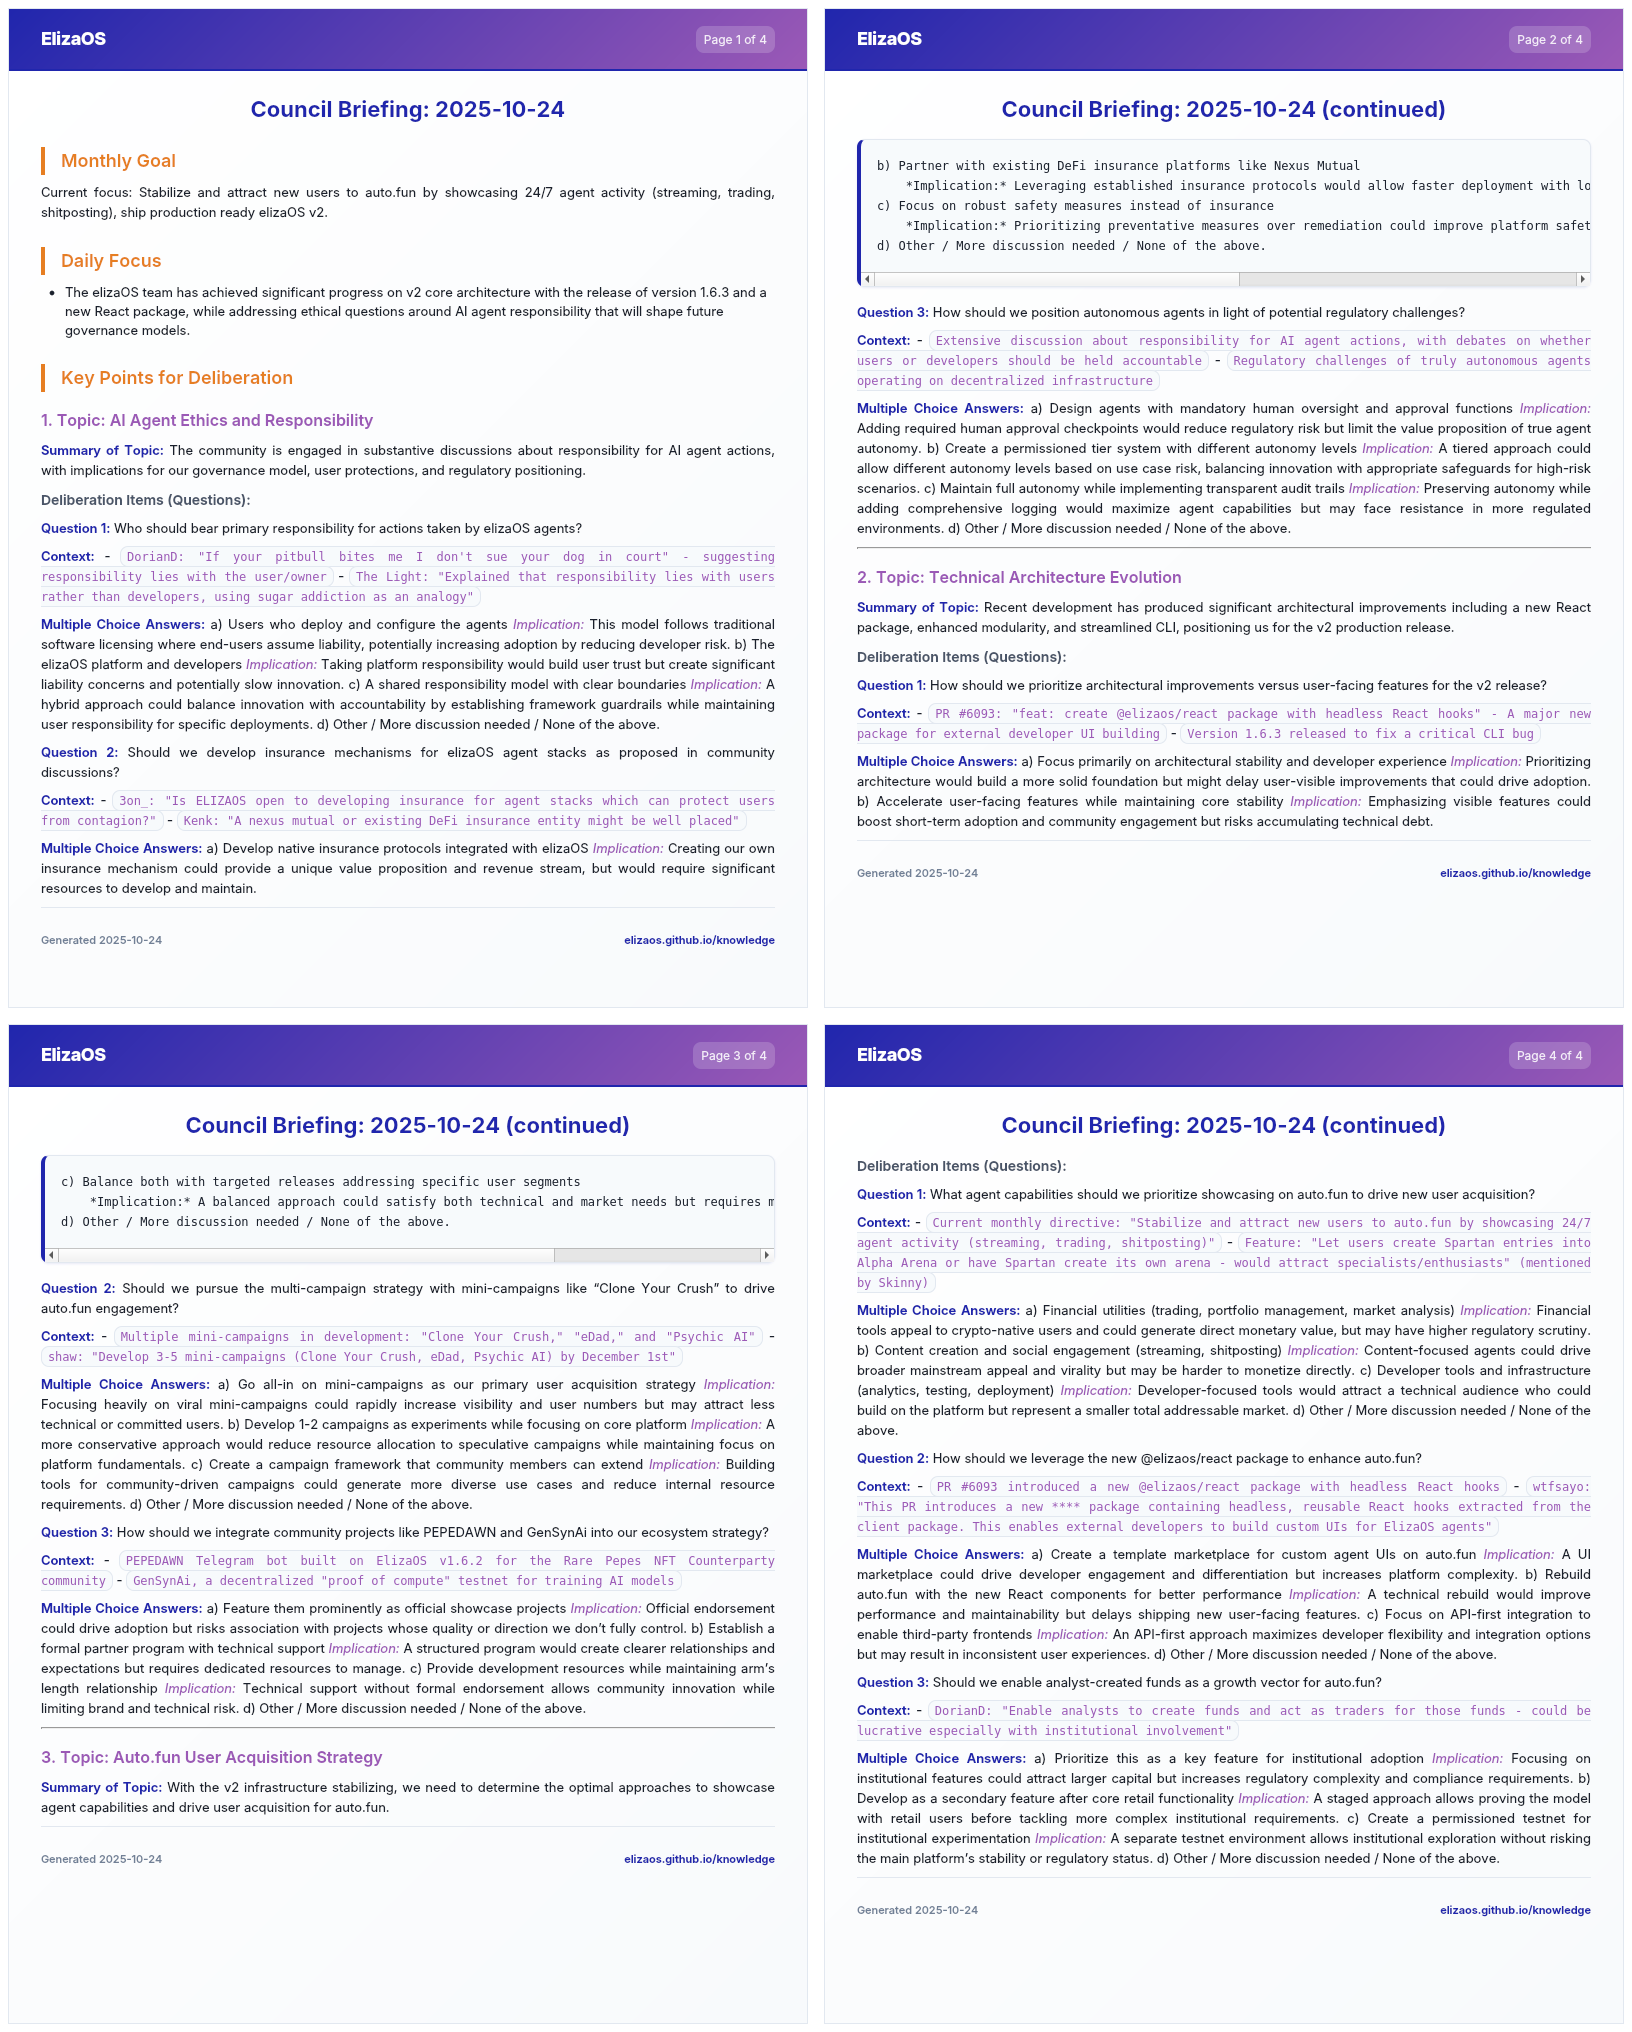 ElizaOS
Page 1 of 4
Council Briefing: 2025-10-24
Monthly Goal
Current focus: Stabilize and attract new users to auto.fun by showcasing 24/7 agent activity (streaming, trading,
shitposting), ship production ready elizaOS v2.
Daily Focus
• The elizaOS team has achieved significant progress on v2 core architecture with the release of version 1.6.3 and a
new React package, while addressing ethical questions around AI agent responsibility that will shape future
governance models.
Key Points for Deliberation
1. Topic: AI Agent Ethics and Responsibility
Summary of Topic: The community is engaged in substantive discussions about responsibility for AI agent actions,
with implications for our governance model, user protections, and regulatory positioning.
Deliberation Items (Questions):
Question 1: Who should bear primary responsibility for actions taken by elizaOS agents?
Context: - DorianD: "If your pitbull bites me I don't sue your dog in court" - suggesting
responsibility lies with the user/owner - The Light: "Explained that responsibility lies with users
rather than developers, using sugar addiction as an analogy"
Multiple Choice Answers: a) Users who deploy and configure the agents Implication: This model follows traditional
software licensing where end-users assume liability, potentially increasing adoption by reducing developer risk. b) The
elizaOS platform and developers Implication: Taking platform responsibility would build user trust but create significant
liability concerns and potentially slow innovation. c) A shared responsibility model with clear boundaries Implication: A
hybrid approach could balance innovation with accountability by establishing framework guardrails while maintaining
user responsibility for specific deployments. d) Other / More discussion needed / None of the above.
Question 2: Should we develop insurance mechanisms for elizaOS agent stacks as proposed in community
discussions?
Context: - 3on_: "Is ELIZAOS open to developing insurance for agent stacks which can protect users
from contagion?" - Kenk: "A nexus mutual or existing DeFi insurance entity might be well placed"
Multiple Choice Answers: a) Develop native insurance protocols integrated with elizaOS Implication: Creating our own
insurance mechanism could provide a unique value proposition and revenue stream, but would require significant
resources to develop and maintain.
Generated 2025-10-24
elizaos.github.io/knowledge
ElizaOS
Page 2 of 4
Council Briefing: 2025-10-24 (continued)
b) Partner with existing DeFi insurance platforms like Nexus Mutual
*Implication:* Leveraging established insurance protocols would allow faster deployment with lo
c) Focus on robust safety measures instead of insurance
*Implication:* Prioritizing preventative measures over remediation could improve platform safet
d) Other / More discussion needed / None of the above.
Question 3: How should we position autonomous agents in light of potential regulatory challenges?
Context: - Extensive discussion about responsibility for AI agent actions, with debates on whether
users or developers should be held accountable - Regulatory challenges of truly autonomous agents
operating on decentralized infrastructure
Multiple Choice Answers: a) Design agents with mandatory human oversight and approval functions Implication:
Adding required human approval checkpoints would reduce regulatory risk but limit the value proposition of true agent
autonomy. b) Create a permissioned tier system with different autonomy levels Implication: A tiered approach could
allow different autonomy levels based on use case risk, balancing innovation with appropriate safeguards for high-risk
scenarios. c) Maintain full autonomy while implementing transparent audit trails Implication: Preserving autonomy while
adding comprehensive logging would maximize agent capabilities but may face resistance in more regulated
environments. d) Other / More discussion needed / None of the above.
2. Topic: Technical Architecture Evolution
Summary of Topic: Recent development has produced significant architectural improvements including a new React
package, enhanced modularity, and streamlined CLI, positioning us for the v2 production release.
Deliberation Items (Questions):
Question 1: How should we prioritize architectural improvements versus user-facing features for the v2 release?
Context: - PR #6093: "feat: create @elizaos/react package with headless React hooks" - A major new
package for external developer UI building - Version 1.6.3 released to fix a critical CLI bug
Multiple Choice Answers: a) Focus primarily on architectural stability and developer experience Implication: Prioritizing
architecture would build a more solid foundation but might delay user-visible improvements that could drive adoption.
b) Accelerate user-facing features while maintaining core stability Implication: Emphasizing visible features could
boost short-term adoption and community engagement but risks accumulating technical debt.
Generated 2025-10-24
elizaos.github.io/knowledge
ElizaOS
Page 3 of 4
Council Briefing: 2025-10-24 (continued)
c) Balance both with targeted releases addressing specific user segments
*Implication:* A balanced approach could satisfy both technical and market needs but requires m
d) Other / More discussion needed / None of the above.
Question 2: Should we pursue the multi-campaign strategy with mini-campaigns like “Clone Your Crush” to drive
auto.fun engagement?
Context: - Multiple mini-campaigns in development: "Clone Your Crush," "eDad," and "Psychic AI" -
shaw: "Develop 3-5 mini-campaigns (Clone Your Crush, eDad, Psychic AI) by December 1st"
Multiple Choice Answers: a) Go all-in on mini-campaigns as our primary user acquisition strategy Implication:
Focusing heavily on viral mini-campaigns could rapidly increase visibility and user numbers but may attract less
technical or committed users. b) Develop 1-2 campaigns as experiments while focusing on core platform Implication: A
more conservative approach would reduce resource allocation to speculative campaigns while maintaining focus on
platform fundamentals. c) Create a campaign framework that community members can extend Implication: Building
tools for community-driven campaigns could generate more diverse use cases and reduce internal resource
requirements. d) Other / More discussion needed / None of the above.
Question 3: How should we integrate community projects like PEPEDAWN and GenSynAi into our ecosystem strategy?
Context: - PEPEDAWN Telegram bot built on ElizaOS v1.6.2 for the Rare Pepes NFT Counterparty
community - GenSynAi, a decentralized "proof of compute" testnet for training AI models
Multiple Choice Answers: a) Feature them prominently as official showcase projects Implication: Official endorsement
could drive adoption but risks association with projects whose quality or direction we don’t fully control. b) Establish a
formal partner program with technical support Implication: A structured program would create clearer relationships and
expectations but requires dedicated resources to manage. c) Provide development resources while maintaining arm’s
length relationship Implication: Technical support without formal endorsement allows community innovation while
limiting brand and technical risk. d) Other / More discussion needed / None of the above.
3. Topic: Auto.fun User Acquisition Strategy
Summary of Topic: With the v2 infrastructure stabilizing, we need to determine the optimal approaches to showcase
agent capabilities and drive user acquisition for auto.fun.
Generated 2025-10-24
elizaos.github.io/knowledge
ElizaOS
Page 4 of 4
Council Briefing: 2025-10-24 (continued)
Deliberation Items (Questions):
Question 1: What agent capabilities should we prioritize showcasing on auto.fun to drive new user acquisition?
Context: - Current monthly directive: "Stabilize and attract new users to auto.fun by showcasing 24/7
agent activity (streaming, trading, shitposting)" - Feature: "Let users create Spartan entries into
Alpha Arena or have Spartan create its own arena - would attract specialists/enthusiasts" (mentioned
by Skinny)
Multiple Choice Answers: a) Financial utilities (trading, portfolio management, market analysis) Implication: Financial
tools appeal to crypto-native users and could generate direct monetary value, but may have higher regulatory scrutiny.
b) Content creation and social engagement (streaming, shitposting) Implication: Content-focused agents could drive
broader mainstream appeal and virality but may be harder to monetize directly. c) Developer tools and infrastructure
(analytics, testing, deployment) Implication: Developer-focused tools would attract a technical audience who could
build on the platform but represent a smaller total addressable market. d) Other / More discussion needed / None of the
above.
Question 2: How should we leverage the new @elizaos/react package to enhance auto.fun?
Context: - PR #6093 introduced a new @elizaos/react package with headless React hooks - wtfsayo:
"This PR introduces a new **** package containing headless, reusable React hooks extracted from the
client package. This enables external developers to build custom UIs for ElizaOS agents"
Multiple Choice Answers: a) Create a template marketplace for custom agent UIs on auto.fun Implication: A UI
marketplace could drive developer engagement and differentiation but increases platform complexity. b) Rebuild
auto.fun with the new React components for better performance Implication: A technical rebuild would improve
performance and maintainability but delays shipping new user-facing features. c) Focus on API-first integration to
enable third-party frontends Implication: An API-first approach maximizes developer flexibility and integration options
but may result in inconsistent user experiences. d) Other / More discussion needed / None of the above.
Question 3: Should we enable analyst-created funds as a growth vector for auto.fun?
Context: - DorianD: "Enable analysts to create funds and act as traders for those funds - could be
lucrative especially with institutional involvement"
Multiple Choice Answers: a) Prioritize this as a key feature for institutional adoption Implication: Focusing on
institutional features could attract larger capital but increases regulatory complexity and compliance requirements. b)
Develop as a secondary feature after core retail functionality Implication: A staged approach allows proving the model
with retail users before tackling more complex institutional requirements. c) Create a permissioned testnet for
institutional experimentation Implication: A separate testnet environment allows institutional exploration without risking
the main platform’s stability or regulatory status. d) Other / More discussion needed / None of the above.
Generated 2025-10-24
elizaos.github.io/knowledge